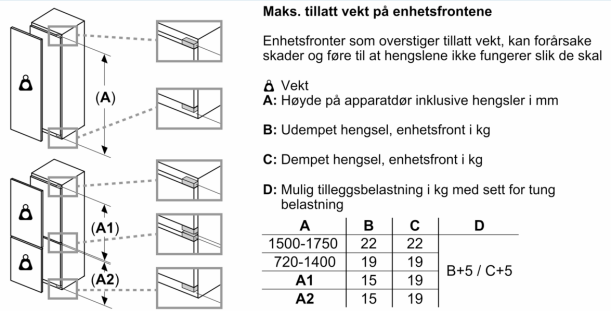 Maks. tillatt vekt på enhetsfrontene
Enhetsfronter som overstiger tillatt vekt, kan forårsake
skader og føre til at hengslene ikke fungerer slik de skal
Vekt
A: Høyde på apparatdør inklusive hengsler i mm
B: Udempet hengsel, enhetsfront i kg
C: Dempet hengsel, enhetsfront i kg
D: Mulig tilleggsbelastning i kg med sett for tung
belastning
A B C D
1500-1750 22 22
720-1400 19 19
B+5 / C+5
A1 15 19
A2 15 19
(A)
(A1)
(A2)